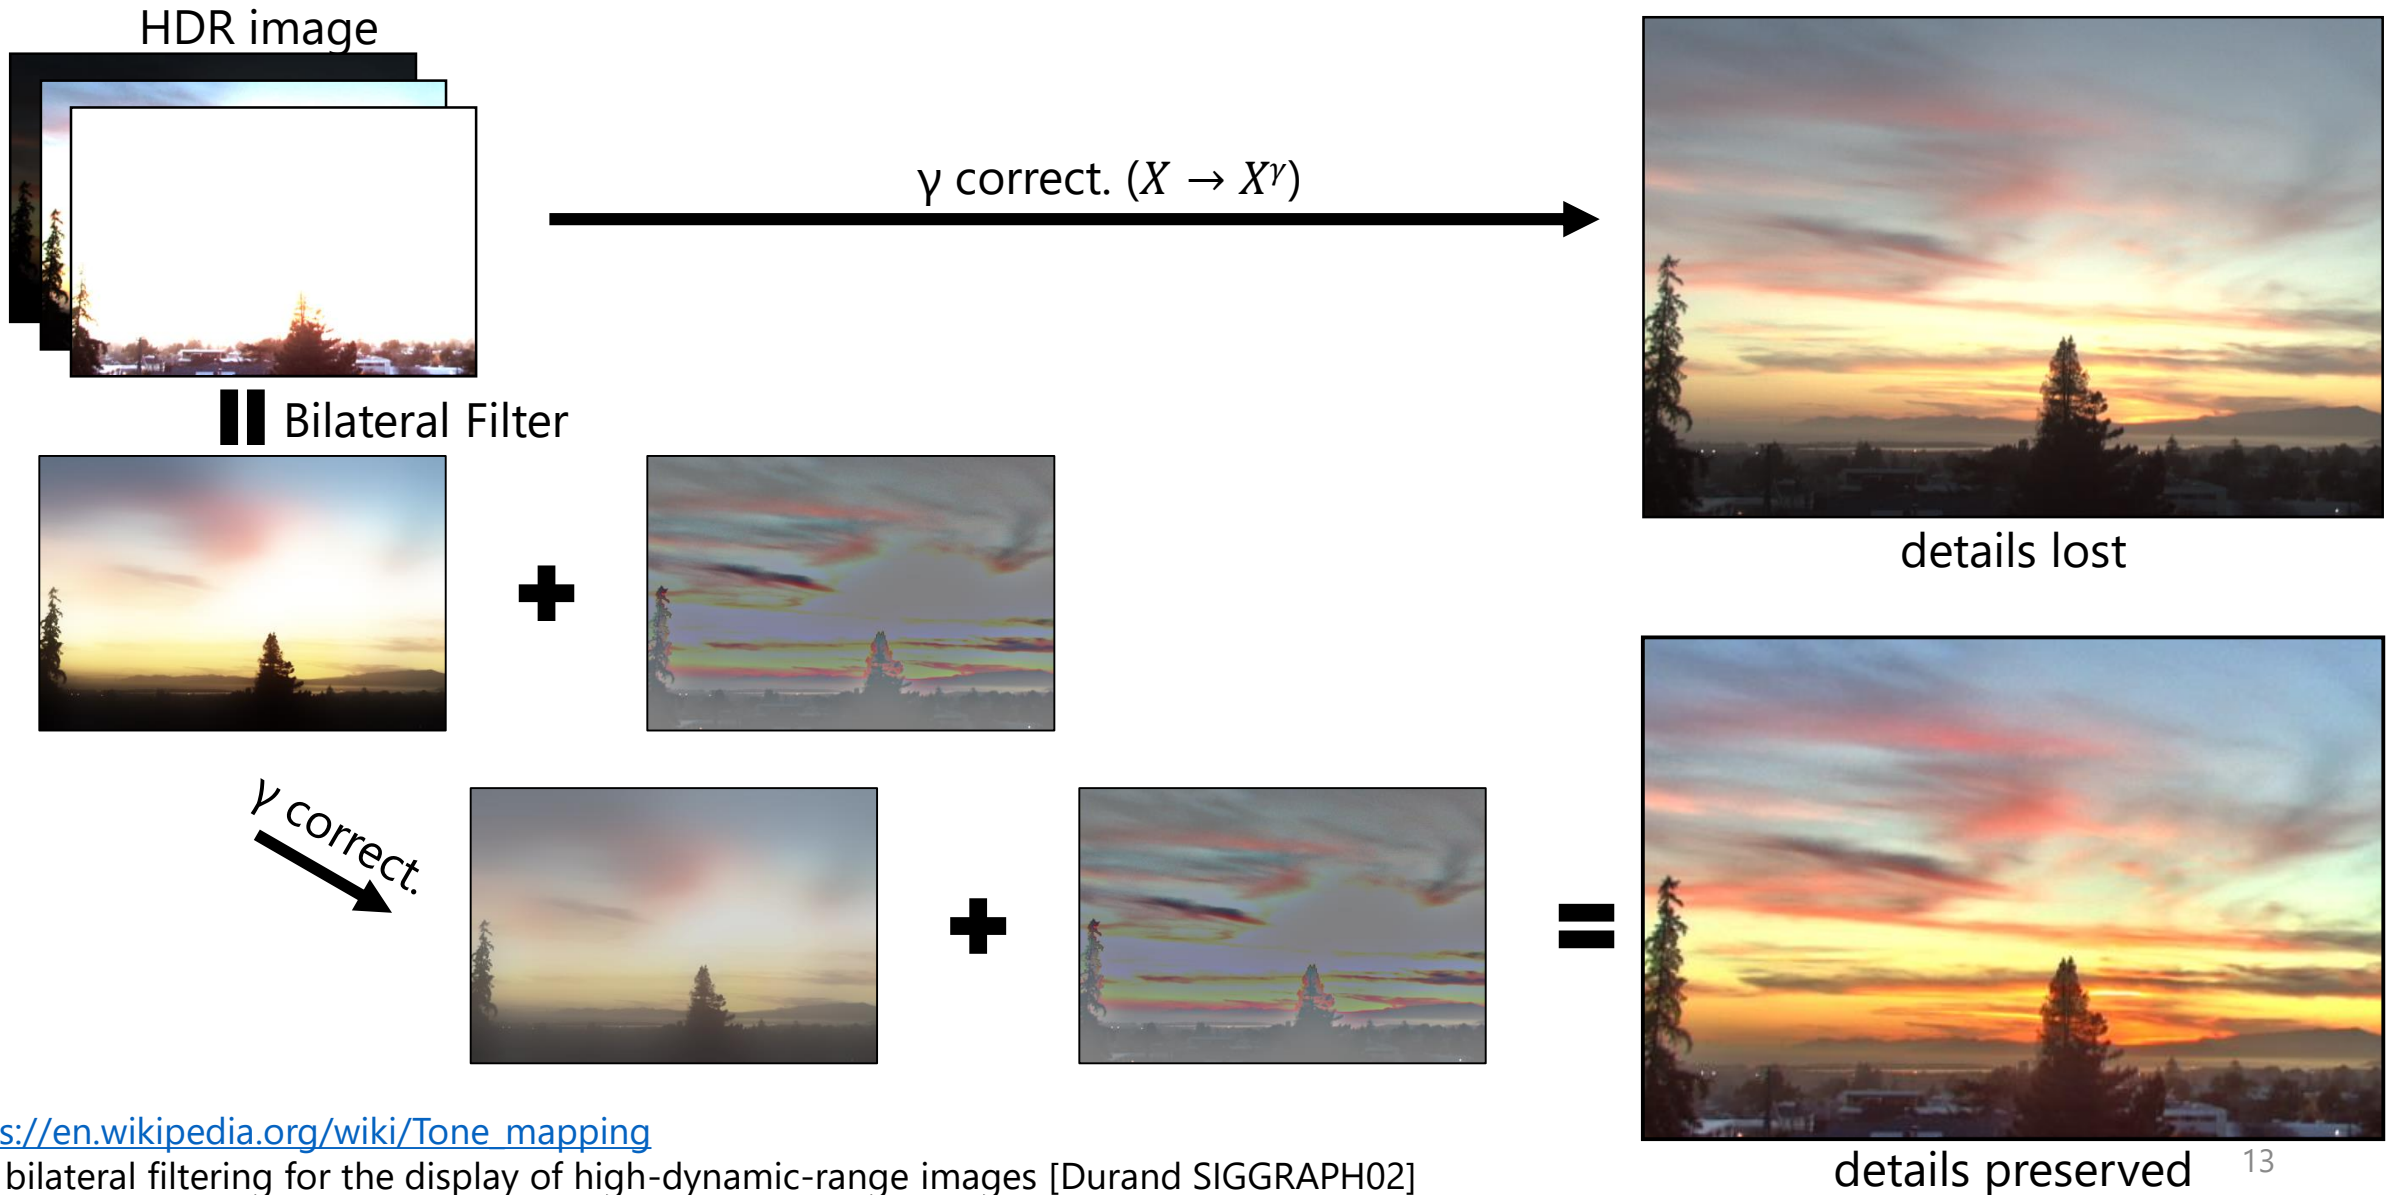 HDR image
γ correct. (X → X^γ)
Bilateral Filter
details lost
γ correct.
s://en.wikipedia.org/wiki/Tone_mapping
bilateral filtering for the display of high-dynamic-range images [Durand SIGGRAPH02]
details preserved
13